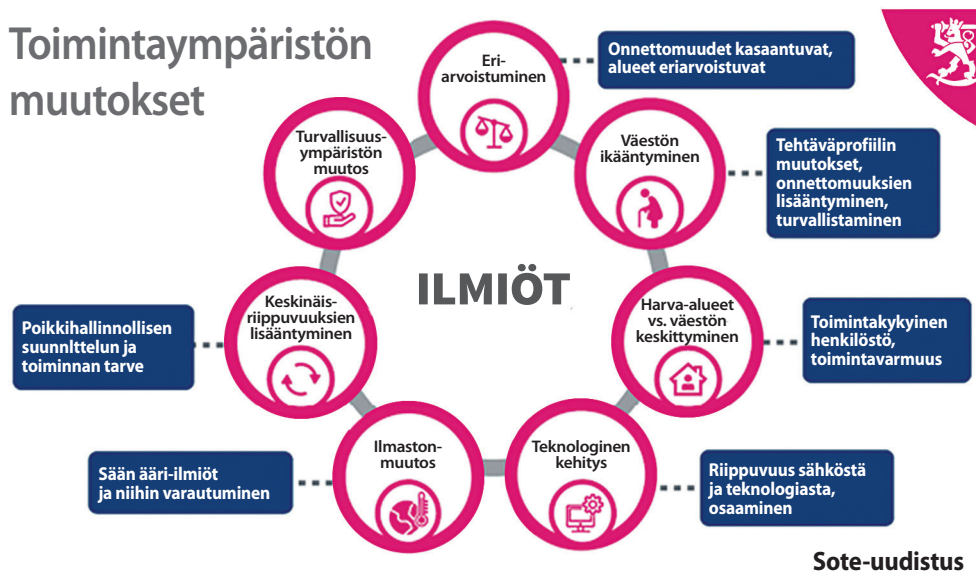 Toimintaympäristön
muutokset
Eri-
arvoistuminen
Onnettomuudet kasaantuvat,
alueet eriarvoistuvat
Väestön
ikääntyminen
Tehtäväprofiilin
muutokset,
onnettomuuksien
lisääntyminen,
turvallistaminen
Harva-alueet
vs. väestön
keskittyminen
Toimintakykyinen
henkilöstö,
toimintavarmuus
Teknologinen
kehitys
Riippuvuus sähköstä
ja teknologiasta,
osaaminen
Ilmaston-
muutos
Sään ääri-ilmiöt
ja niihin varautuminen
Keskinäis-
riippuvuuksien
lisääntyminen
Poikkihallinnollisen
suunnIttelun ja
toiminnan tarve
Turvallisuus-
ympäristön
muutos
ILMIÖT
Sote-uudistus